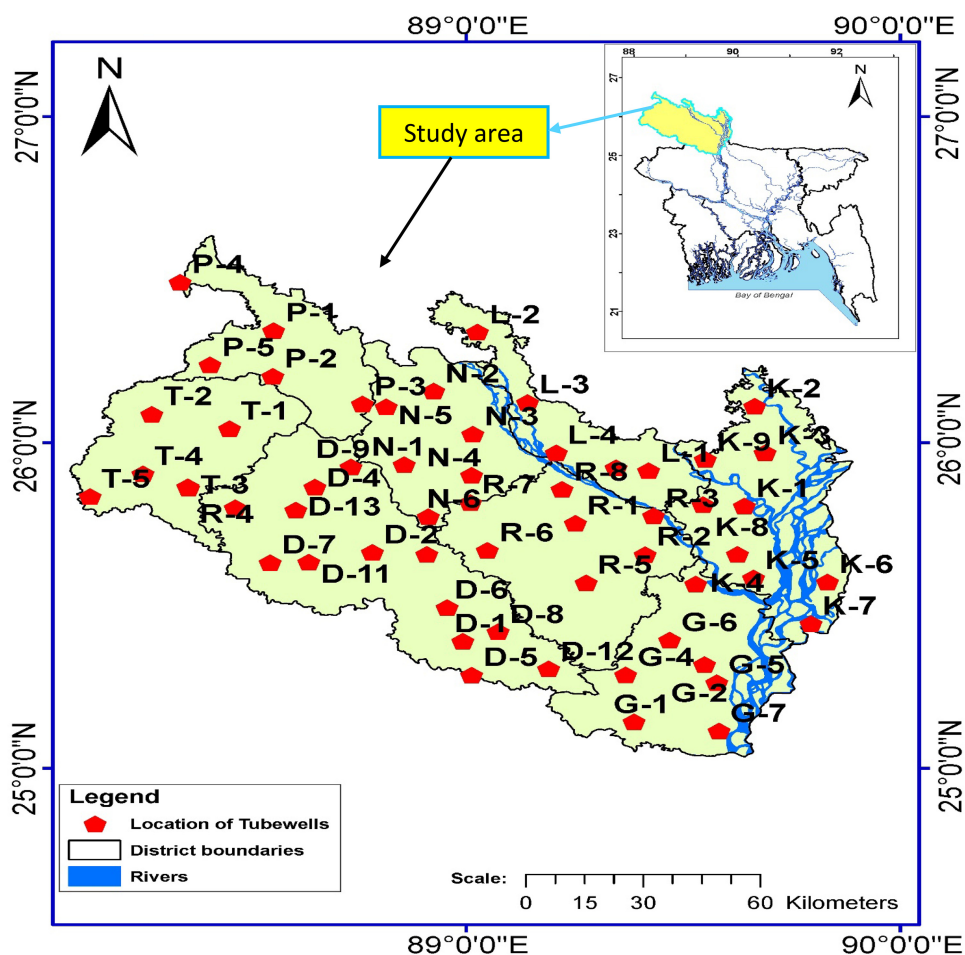 89°0'0"E 90°0'0"E
N
27°0'0"N
27°0'0"N
88 90 92
N
27
25
23
21
Bay of Bengal
Study area
P-4
P-1
L-2
P-5
P-2
N-2
P-3
L-3
K-2
T-2
T-1
N-5
N-3
26°0'0"N
26°0'0"N
L-4
K-9
K-3
D-9
N-1
N-4
L-1
T-4
R-8
T-5
T-3
D-4
R-7
K-1
R-4
D-13
N-6
R-1
R-3
R-6
R-2
K-8
D-7
D-2
D-11
R-5
K-5
K-6
K-4
D-6
K-7
D-1
D-8
G-6
D-5
D-12
G-4
G-5
G-2
G-1
G-7
25°0'0"N
25°0'0"N
Legend
Location of Tubewells
District boundaries
Rivers
Scale:
0 15 30 60 Kilometers
89°0'0"E 90°0'0"E